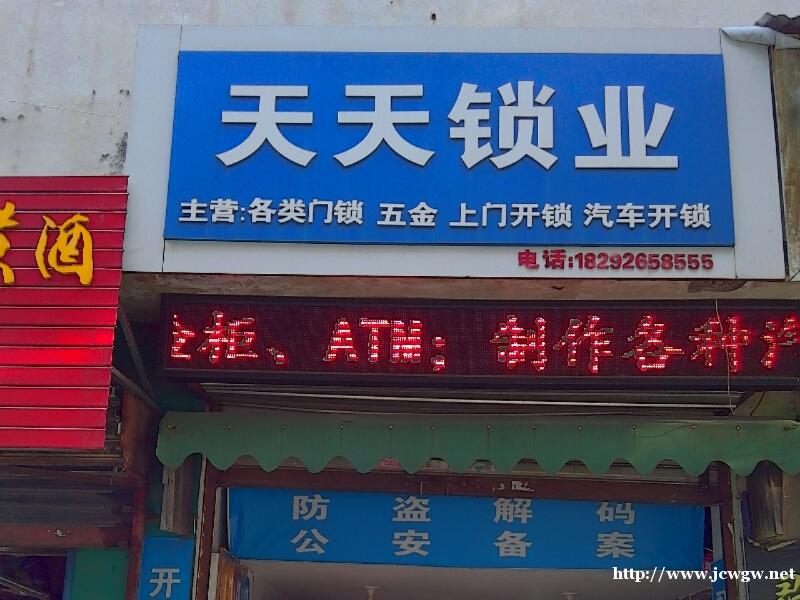 天天锁业
主营:各类门锁 五金 上门开锁 汽车开锁
电话:18292658555
酒
柜、ATM; 制作各种汽
防盗解码
公安备案
开
http://www.jcwgw.net